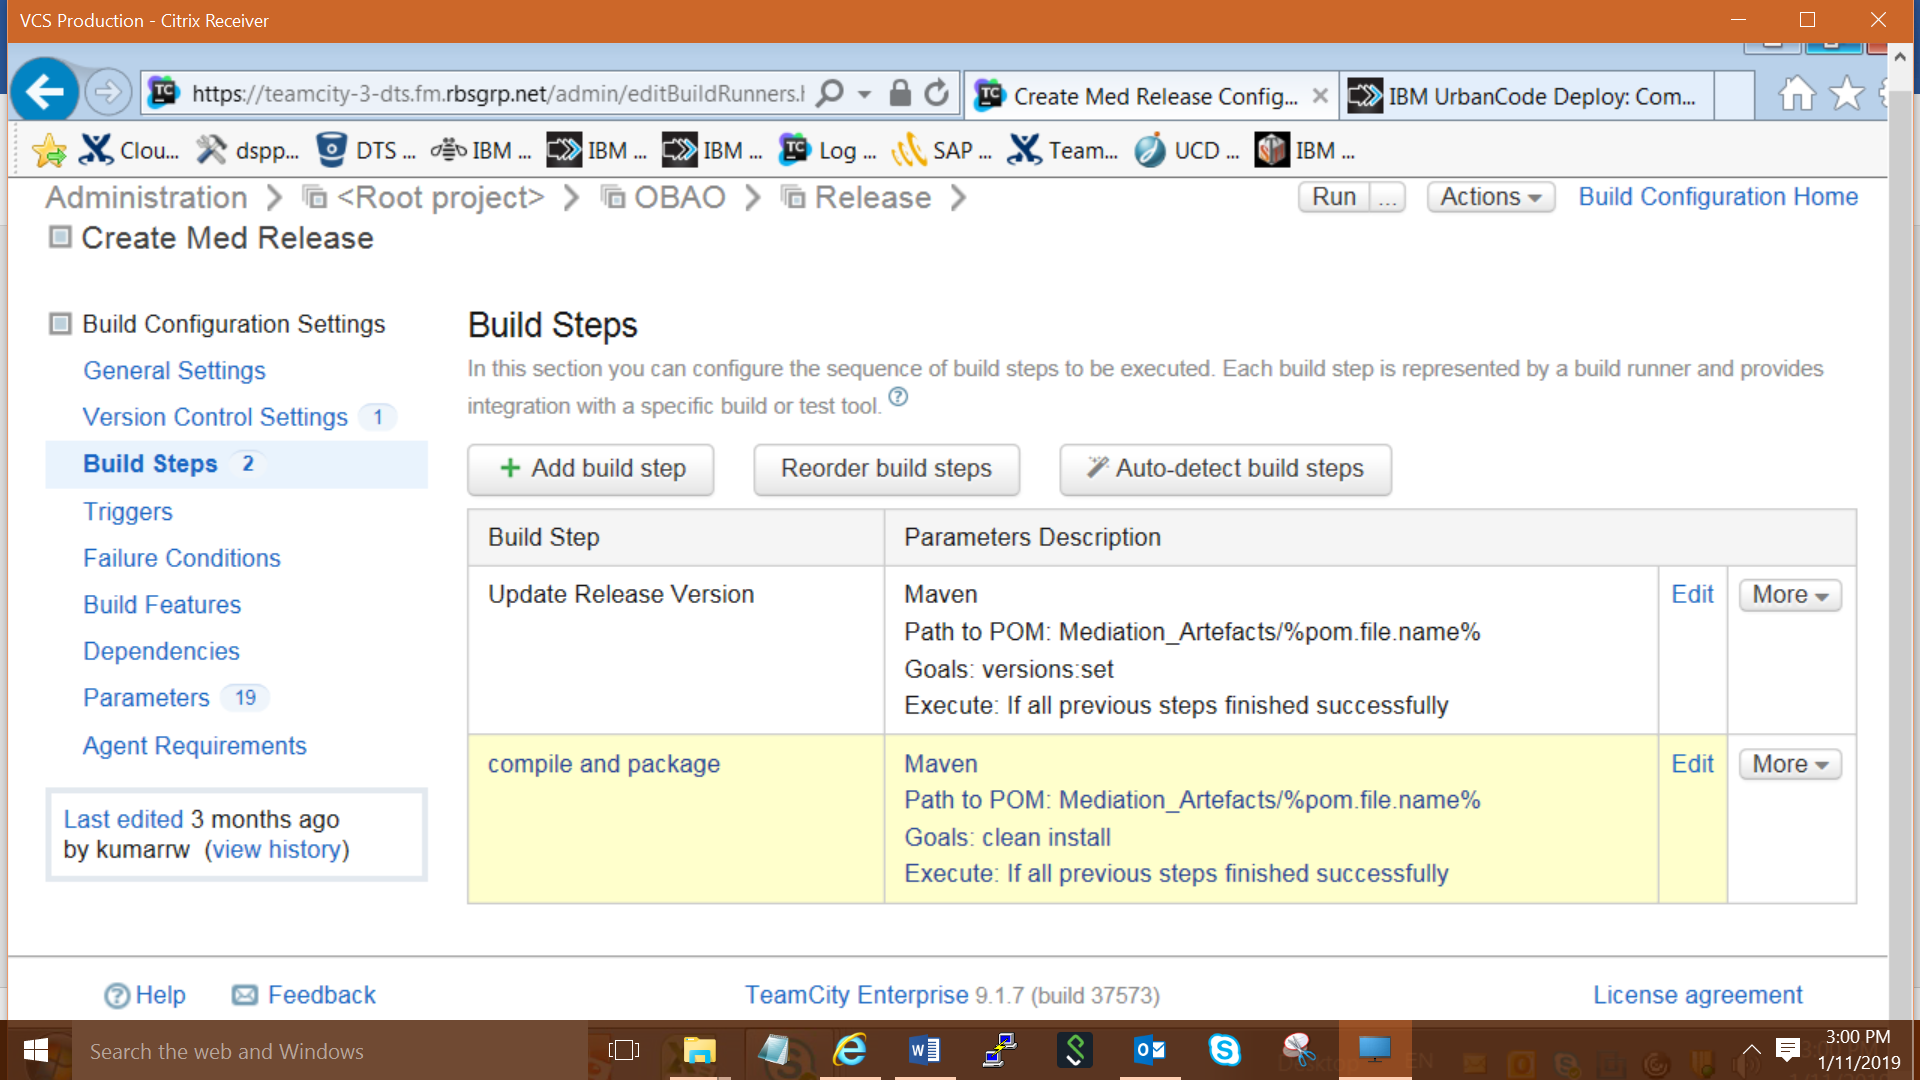 VCS Production - Citrix Receiver
https://teamcity-3-dts.fm.rbsgrp.net/admin/editBuildRunners.h
Create Med Release Config...
IBM UrbanCode Deploy: Com...
Clou...
dspp...
DTS ...
IBM ...
IBM ...
IBM ...
Log ...
SAP ...
Team...
UCD ...
IBM ...
Administration
<Root project>
OBAO
Release
Run
...
Actions
Build Configuration Home
Create Med Release
Build Configuration Settings
General Settings
Version Control Settings 1
Build Steps 2
Triggers
Failure Conditions
Build Features
Dependencies
Parameters 19
Agent Requirements
Last edited 3 months ago
by kumarrw (view history)
Build Steps
In this section you can configure the sequence of build steps to be executed. Each build step is represented by a build runner and provides
integration with a specific build or test tool. ?
+ Add build step
Reorder build steps
Auto-detect build steps
Build Step
Parameters Description
Update Release Version
Maven
Path to POM: Mediation_Artefacts/%pom.file.name%
Goals: versions:set
Execute: If all previous steps finished successfully
Edit
More
compile and package
Maven
Path to POM: Mediation_Artefacts/%pom.file.name%
Goals: clean install
Execute: If all previous steps finished successfully
Edit
More
? Help
Feedback
TeamCity Enterprise 9.1.7 (build 37573)
License agreement
Search the web and Windows
3:00 PM
1/11/2019